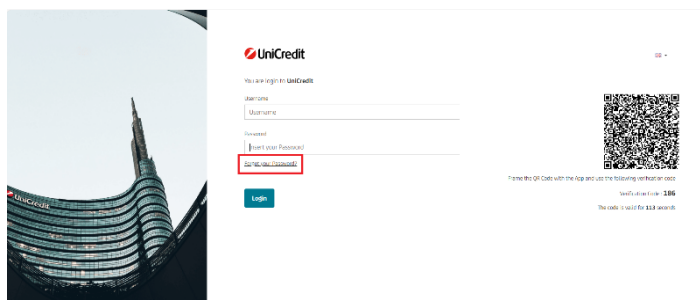 UniCredit
You are login to UniCredit
Username
Username
Password
Insert your Password
Forgot your Password?
Login
Frame the QR Code with the App and use the following verification code
Verification Code : 186
The code is valid for 113 seconds
UniCredit